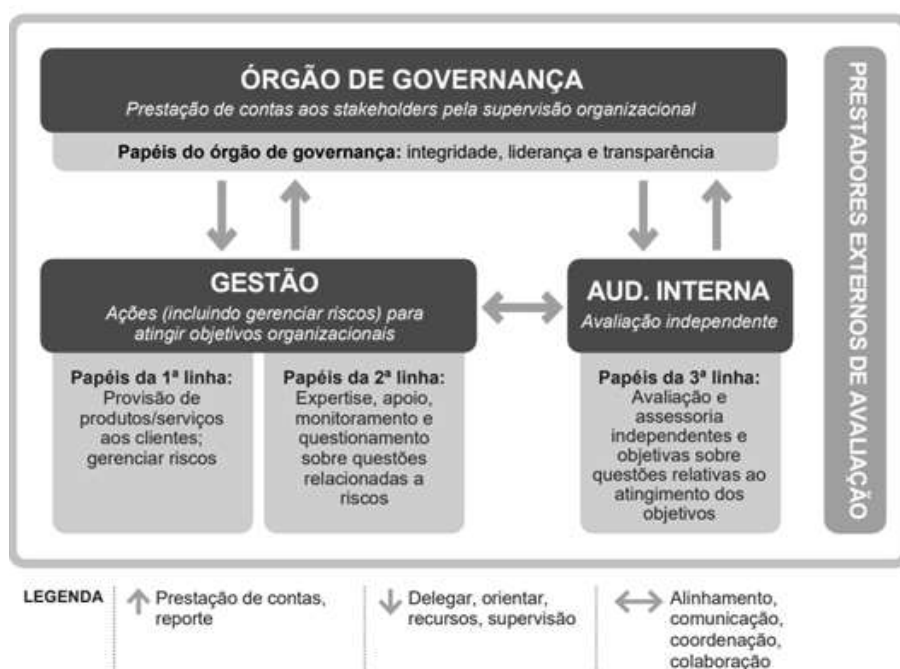 ÓRGÃO DE GOVERNANÇA
Prestação de contas aos stakeholders pela supervisão organizacional
Papéis do órgão de governança: integridade, liderança e transparência
GESTÃO
Ações (incluindo gerenciar riscos) para
atingir objetivos organizacionais
Papéis da 1ª linha:
Provisão de
produtos/serviços
aos clientes;
gerenciar riscos
Papéis da 2ª linha:
Expertise, apoio,
monitoramento e
questionamento
sobre questões
relacionadas a
riscos
AUD. INTERNA
Avaliação independente
Papéis da 3ª linha:
Avaliação e
assessoria
independentes e
objetivas sobre
questões relativas ao
atingimento dos
objetivos
PRESTADORES EXTERNOS DE AVALIAÇÃO
LEGENDA
Prestação de contas,
reporte
Delegar, orientar,
recursos, supervisão
Alinhamento,
comunicação,
coordenação,
colaboração